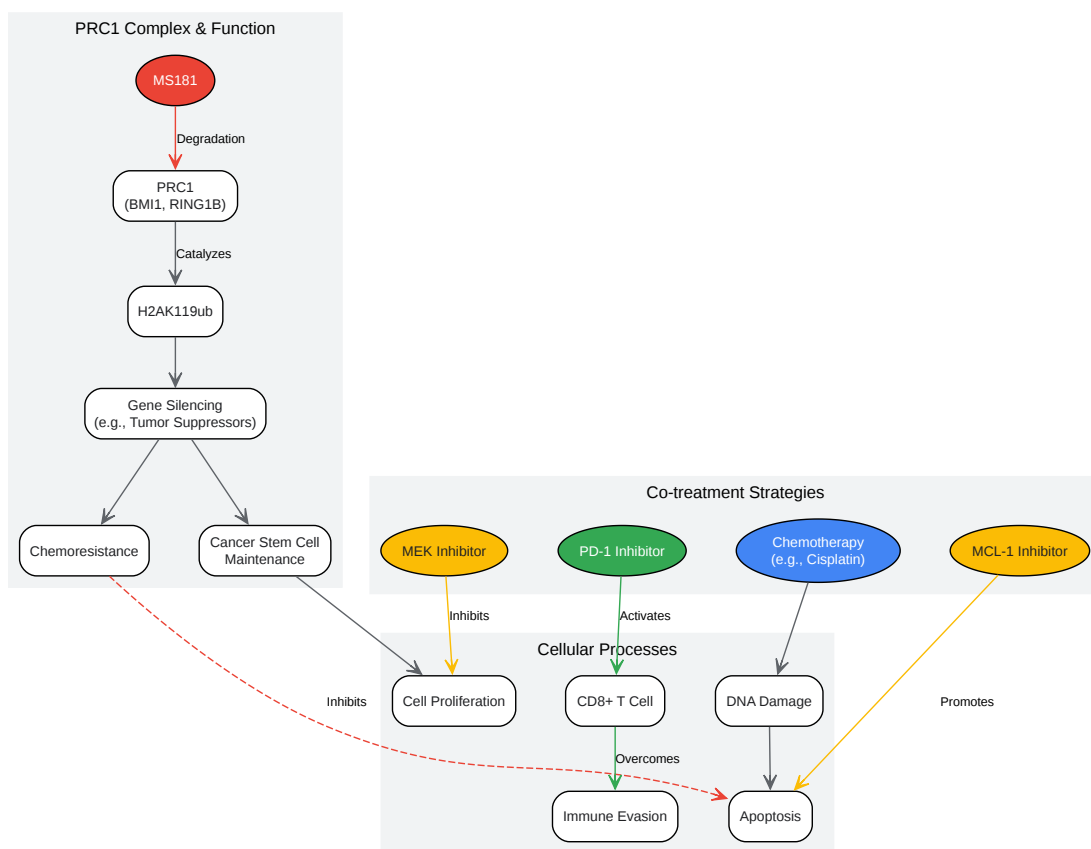 PRC1 Complex & Function
MS181
Degradation
PRC1
(BMI1, RING1B)
Catalyzes
H2AK119ub
Gene Silencing
(e.g., Tumor Suppressors)
Chemoresistance
Cancer Stem Cell
Maintenance
Co-treatment Strategies
MEK Inhibitor
PD-1 Inhibitor
Chemotherapy
(e.g., Cisplatin)
MCL-1 Inhibitor
Inhibits
Activates
Cellular Processes
Cell Proliferation
CD8+ T Cell
DNA Damage
Inhibits
Promotes
Overcomes
Immune Evasion
Apoptosis